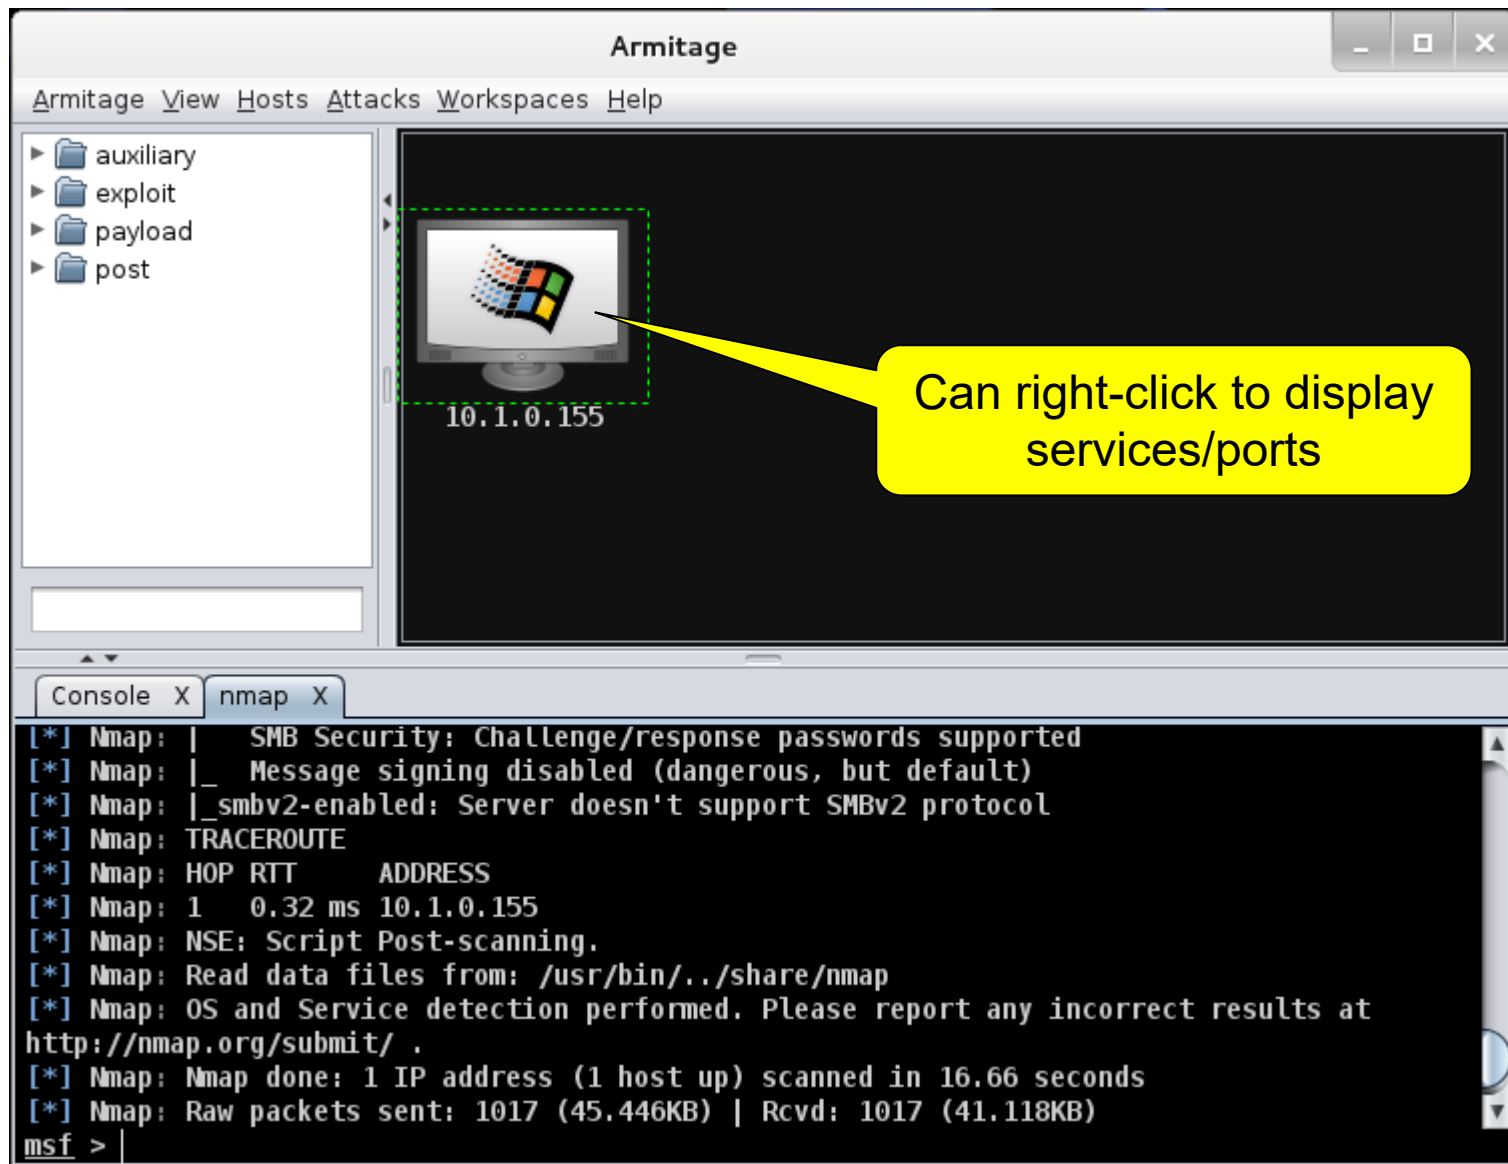 Armitage
Armitage View Hosts Attacks Workspaces Help
auxiliary
exploit
payload
post
10.1.0.155
Can right-click to display
services/ports
Console X nmap X
[*] Nmap: |   SMB Security: Challenge/response passwords supported
[*] Nmap: |_  Message signing disabled (dangerous, but default)
[*] Nmap: |_smbv2-enabled: Server doesn't support SMBv2 protocol
[*] Nmap: TRACEROUTE
[*] Nmap: HOP RTT     ADDRESS
[*] Nmap: 1   0.32 ms 10.1.0.155
[*] Nmap: NSE: Script Post-scanning.
[*] Nmap: Read data files from: /usr/bin/../share/nmap
[*] Nmap: OS and Service detection performed. Please report any incorrect results at
http://nmap.org/submit/ .
[*] Nmap: Nmap done: 1 IP address (1 host up) scanned in 16.66 seconds
[*] Nmap: Raw packets sent: 1017 (45.446KB) | Rcvd: 1017 (41.118KB)
msf >